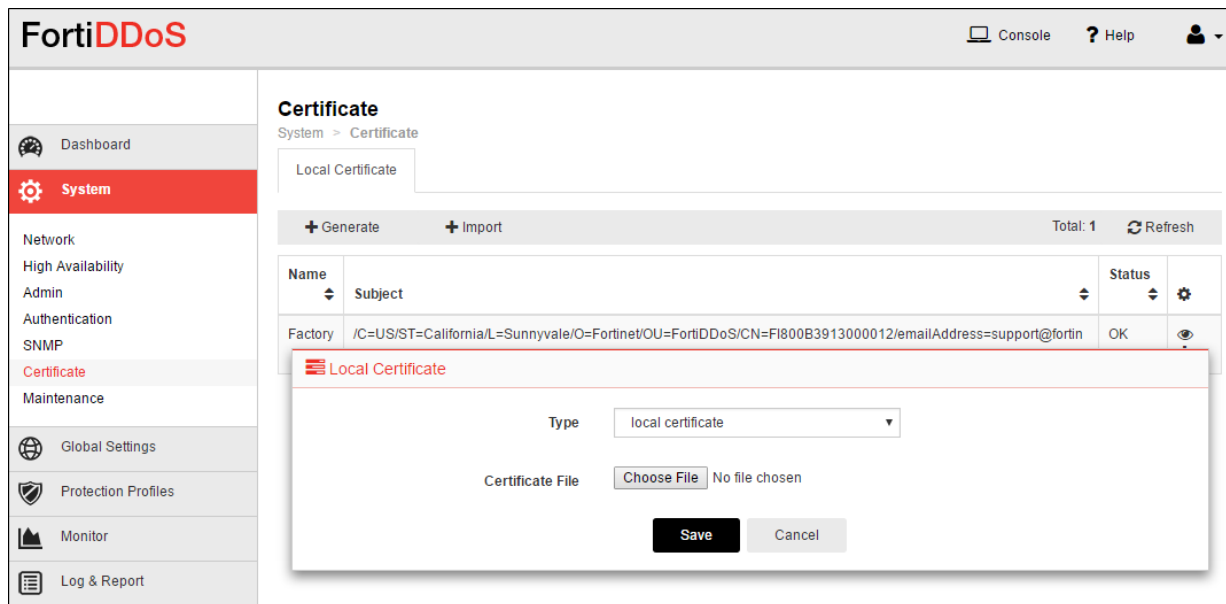 FortiDDoS
Console
? Help
Dashboard
System
Network
High Availability
Admin
Authentication
SNMP
Certificate
Maintenance
Global Settings
Protection Profiles
Monitor
Log & Report
Certificate
System > Certificate
Local Certificate
+ Generate + Import Total: 1 Refresh
Name Subject Status
Factory /C=US/ST=California/L=Sunnyvale/O=Fortinet/OU=FortiDDoS/CN=FI800B3913000012/emailAddress=support@fortin OK
Local Certificate
Type local certificate
Certificate File Choose File No file chosen
Save Cancel